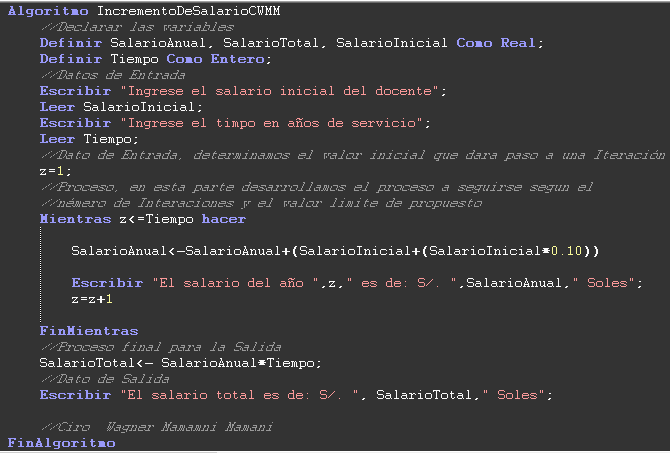 Algoritmo IncrementoDeSalarioCWMM
//Declarar las variables
Definir SalarioAnual, SalarioTotal, SalarioInicial Como Real;
Definir Tiempo Como Entero;
//Datos de Entrada
Escribir "Ingrese el salario inicial del docente";
Leer SalarioInicial;
Escribir "Ingrese el timpo en años de servicio";
Leer Tiempo;
//Dato de Entrada, determinamos el valor inicial que dara paso a una Iteración
z=1;
//Proceso, en esta parte desarrollamos el proceso a seguirse segun el
//némero de Interaciones y el valor limite de propuesto
Mientras z<=Tiempo hacer
SalarioAnual<-SalarioAnual+(SalarioInicial+(SalarioInicial*0.10))
Escribir "El salario del año ",z," es de: S/. ",SalarioAnual," Soles";
z=z+1
FinMientras
//Proceso final para la Salida
SalarioTotal<- SalarioAnual*Tiempo;
//Dato de Salida
Escribir "El salario total es de: S/. ", SalarioTotal," Soles";
//Ciro  Wagner Mamamni Mamani
FinAlgoritmo